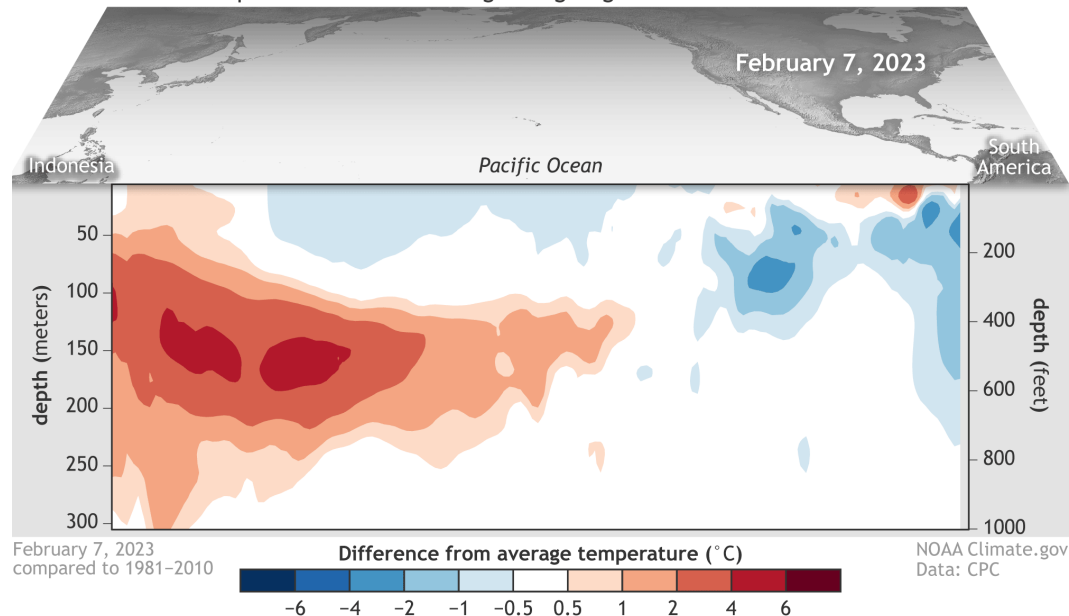 February 7, 2023
Indonesia
Pacific Ocean
South
America
50
100
150
200
250
300
depth (meters)
200
400
600
800
1000
depth (feet)
February 7, 2023
compared to 1981–2010
Difference from average temperature (°C)
NOAA Climate.gov
Data: CPC
−6 −4 −2 −1 −0.5 0.5 1 2 4 6